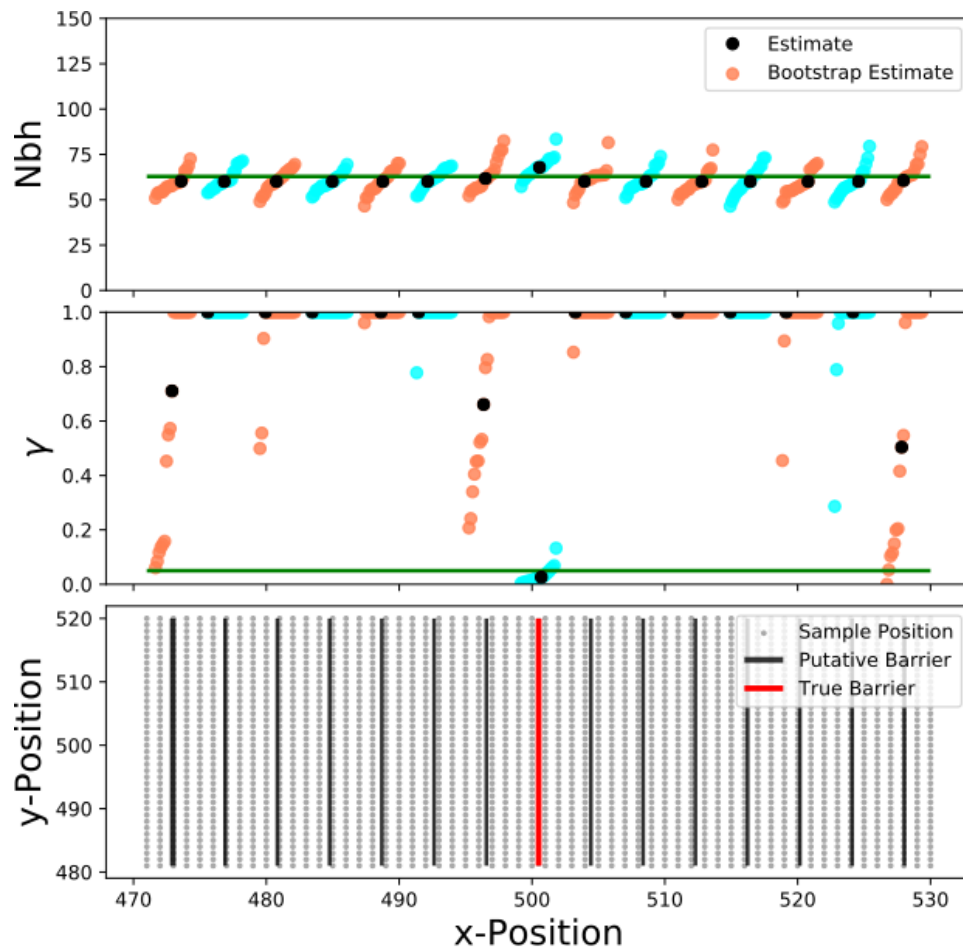 150
125
100
75
50
25
0
Nbh
Estimate
Bootstrap Estimate
1.0
0.8
0.6
0.4
0.2
0.0
γ
520
510
500
490
480
y-Position
Sample Position
Putative Barrier
True Barrier
470 480 490 500 510 520 530
x-Position